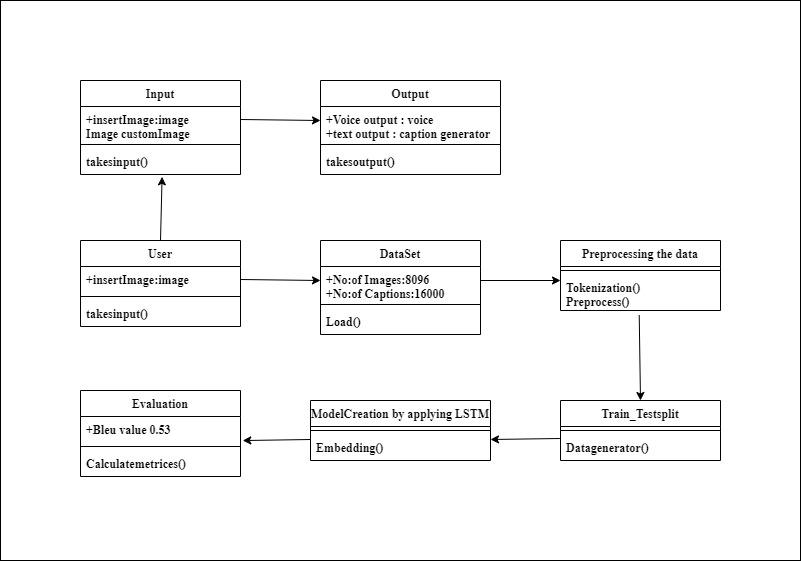 Input
+insertImage:image
Image customImage
takesinput()
Output
+Voice output : voice
+text output : caption generator
takesoutput()
User
+insertImage:image
takesinput()
DataSet
+No:of Images:8096
+No:of Captions:16000
Load()
Preprocessing the data
Tokenization()
Preprocess()
Evaluation
+Bleu value 0.53
Calculatemetrices()
ModelCreation by applying LSTM
Embedding()
Train_Testsplit
Datagenerator()